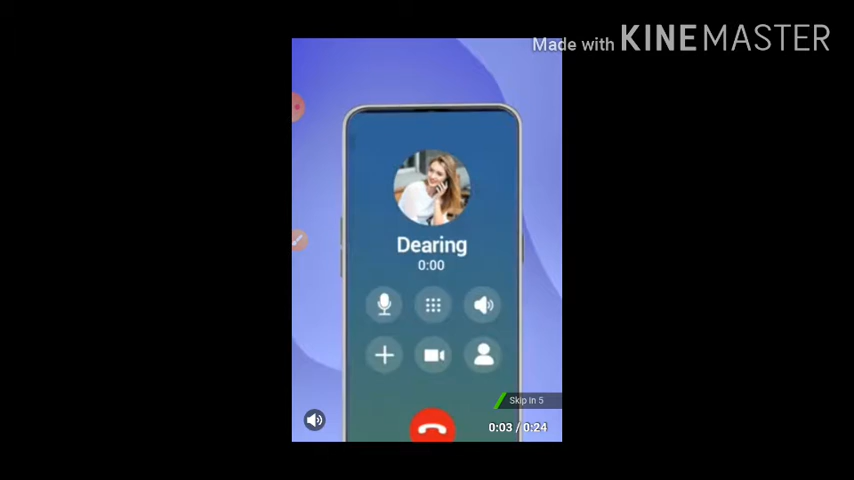 Made with KINEMASTER
Dearing
0:00
Skip in 5
0:03 / 0:24